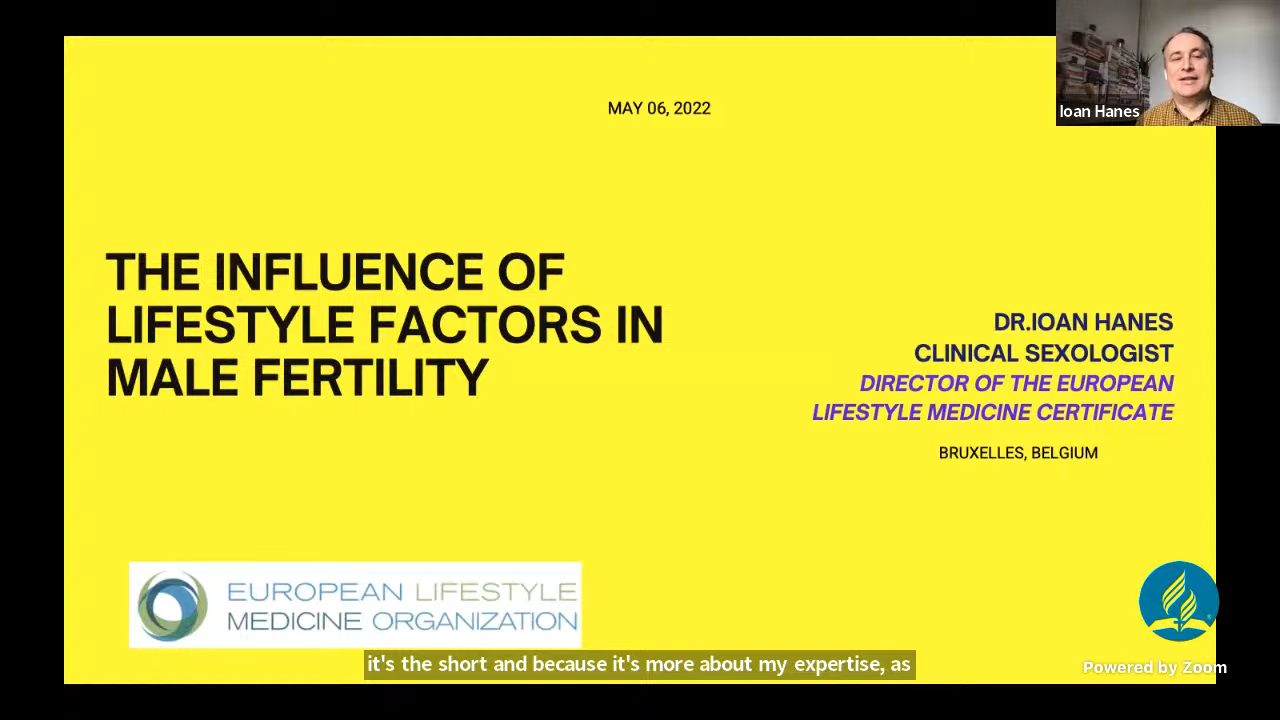 MAY 06, 2022
Ioan Hanes
THE INFLUENCE OF
LIFESTYLE FACTORS IN
MALE FERTILITY
DR.IOAN HANES
CLINICAL SEXOLOGIST
DIRECTOR OF THE EUROPEAN
LIFESTYLE MEDICINE CERTIFICATE
BRUXELLES, BELGIUM
EUROPEAN LIFESTYLE
MEDICINE ORGANIZATION
it's the short and because it's more about my expertise, as
Powered by Zoom